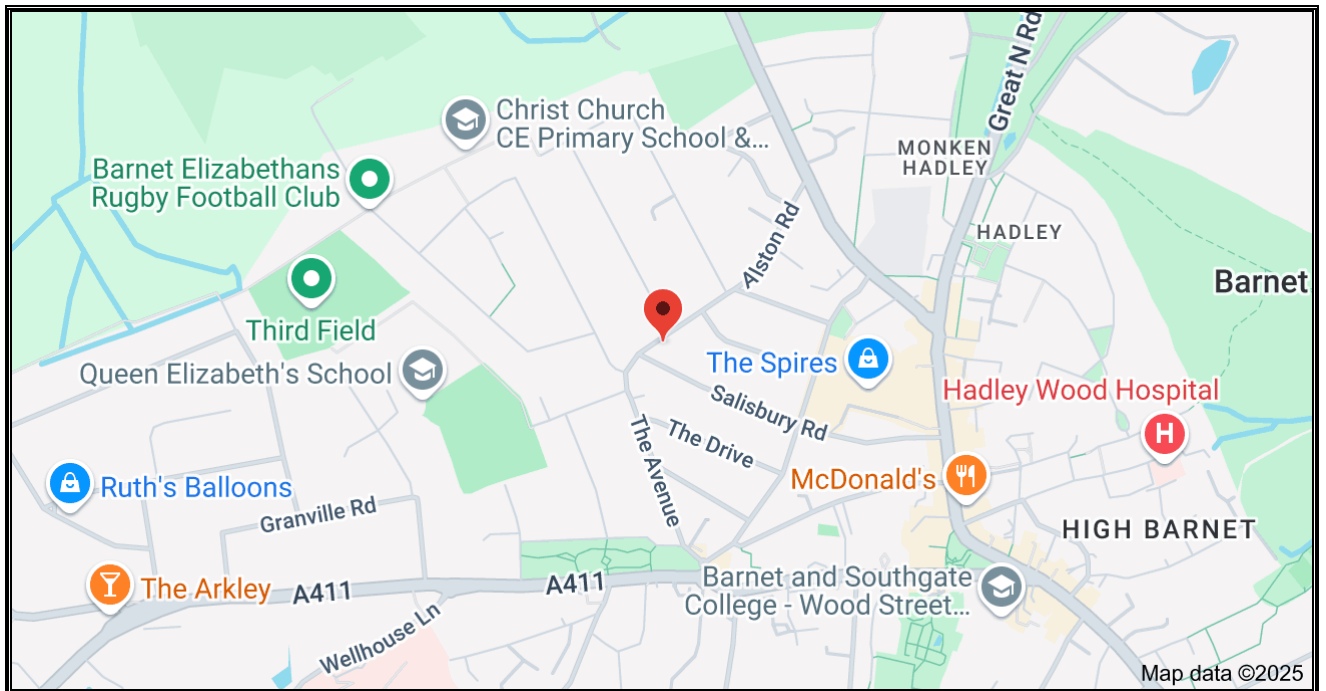 Great N Rd
Christ Church
CE Primary School &...
MONKEN
HADLEY
Barnet Elizabethans
Rugby Football Club
Alston Rd
HADLEY
Barnet
Third Field
The Spires
Queen Elizabeth's School
Hadley Wood Hospital
H
Salisbury Rd
The Drive
The Avenue
McDonald's
Ruth's Balloons
Granville Rd
HIGH BARNET
The Arkley
A411
A411
Barnet and Southgate
College - Wood Street...
Wellhouse Ln
Map data ©2025